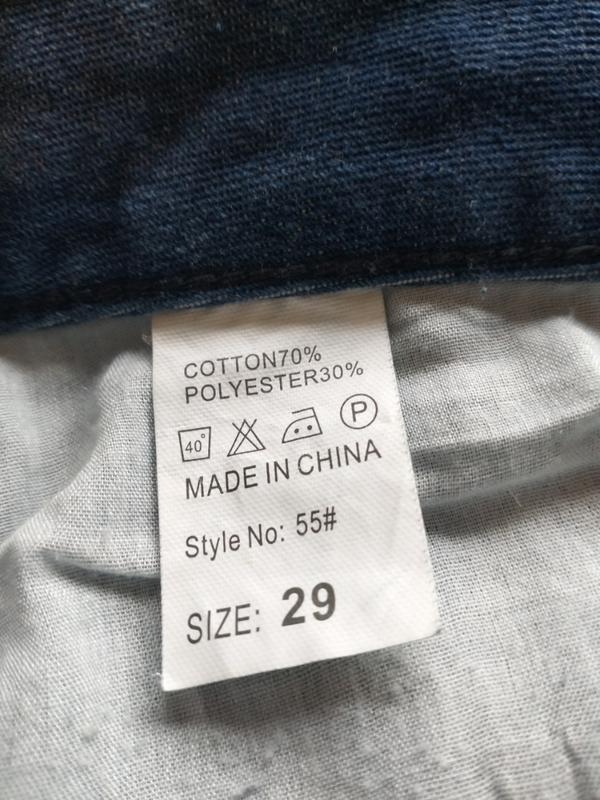 COTTON70%
POLYESTER30%
40° P
MADE IN CHINA
Style No: 55#
SIZE: 29